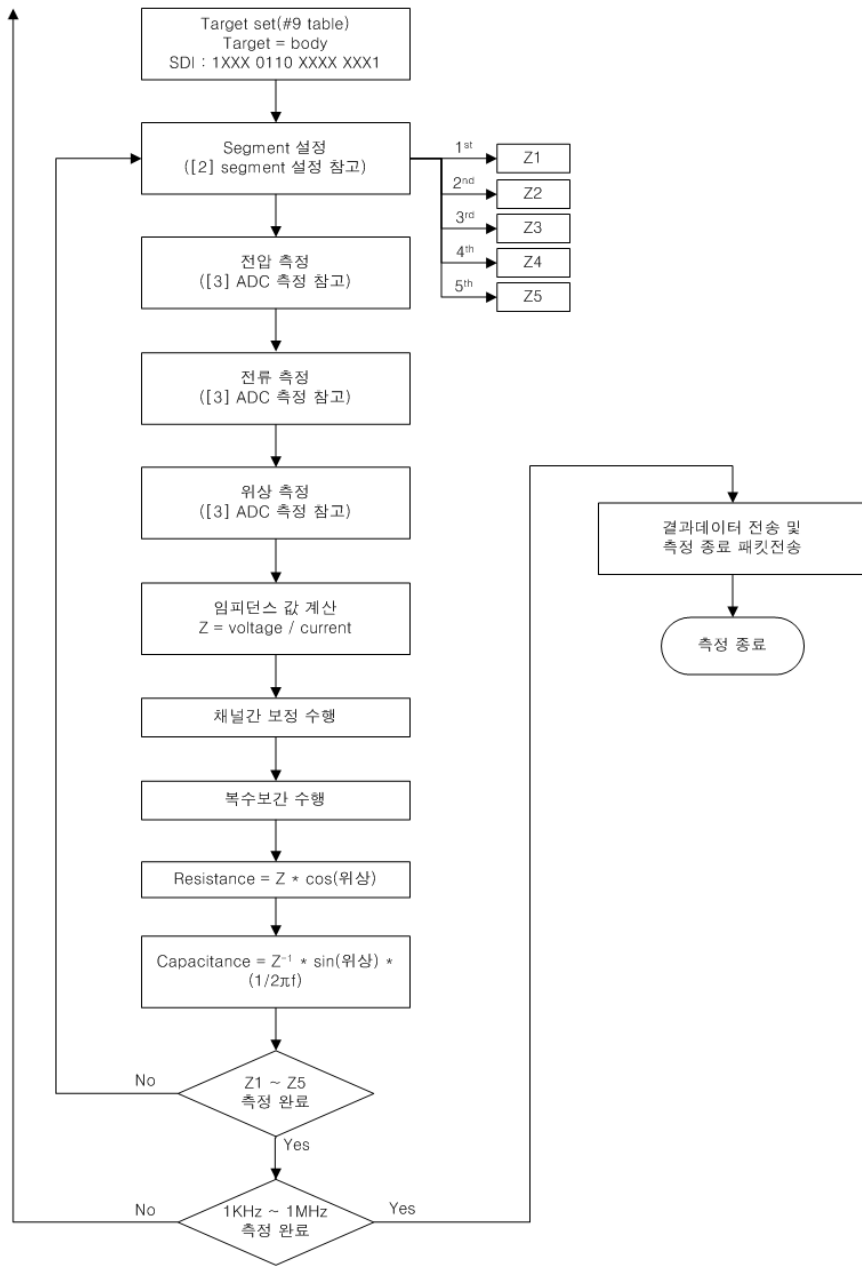 Target set(#9 table)
Target = body
SDI : 1XXX 0110 XXXX XXX1
Segment 설정
([2] segment 설정 참고)
1st
Z1
2nd
Z2
3rd
Z3
4th
Z4
5th
Z5
전압 측정
([3] ADC 측정 참고)
전류 측정
([3] ADC 측정 참고)
위상 측정
([3] ADC 측정 참고)
결과데이터 전송 및
측정 종료 패킷전송
임피던스 값 계산
Z = voltage / current
측정 종료
채널간 보정 수행
복수보간 수행
Resistance = Z * cos(위상)
Capacitance = Z⁻¹ * sin(위상) *
(1/2πf)
No
Z1 ~ Z5
측정 완료
Yes
No
1KHz ~ 1MHz
측정 완료
Yes